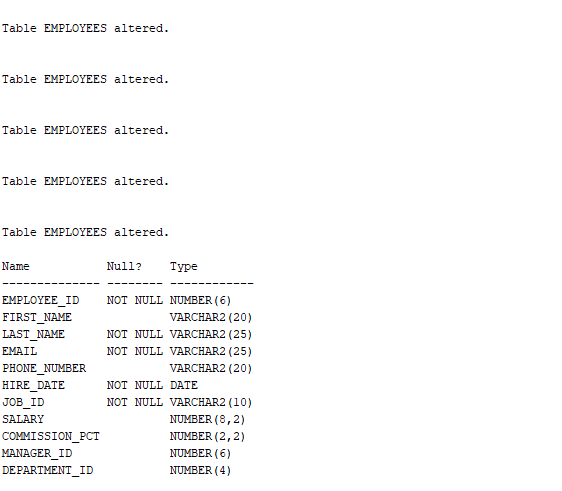 Table EMPLOYEES altered.
Table EMPLOYEES altered.
Table EMPLOYEES altered.
Table EMPLOYEES altered.
Table EMPLOYEES altered.
Name           Null?    Type
-------------- -------- ------------
EMPLOYEE_ID    NOT NULL NUMBER(6)
FIRST_NAME              VARCHAR2(20)
LAST_NAME      NOT NULL VARCHAR2(25)
EMAIL          NOT NULL VARCHAR2(25)
PHONE_NUMBER            VARCHAR2(20)
HIRE_DATE      NOT NULL DATE
JOB_ID         NOT NULL VARCHAR2(10)
SALARY                  NUMBER(8,2)
COMMISSION_PCT          NUMBER(2,2)
MANAGER_ID              NUMBER(6)
DEPARTMENT_ID           NUMBER(4)